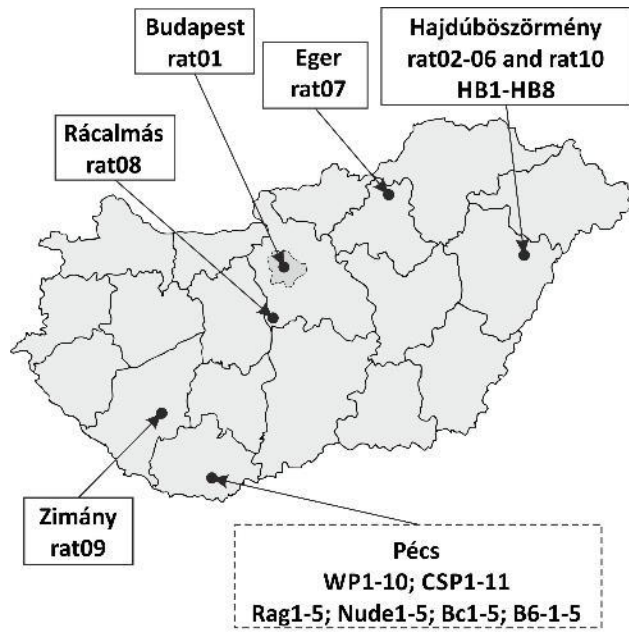 Budapest
rat01
Eger
rat07
Hajdúböszörmény
rat02-06 and rat10
HB1-HB8
Rácalmás
rat08
Zimány
rat09
Pécs
WP1-10; CSP1-11
Rag1-5; Nude1-5; Bc1-5; B6-1-5